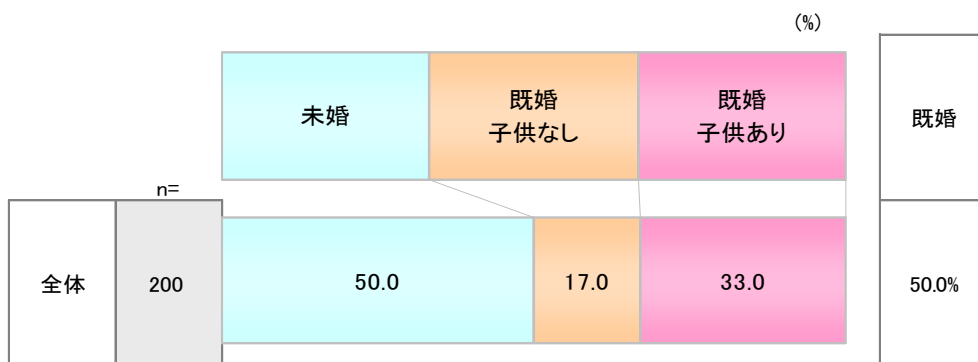 (%)
未婚
既婚
子供なし
既婚
子供あり
既婚
n=
全体
200
50.0
17.0
33.0
50.0%